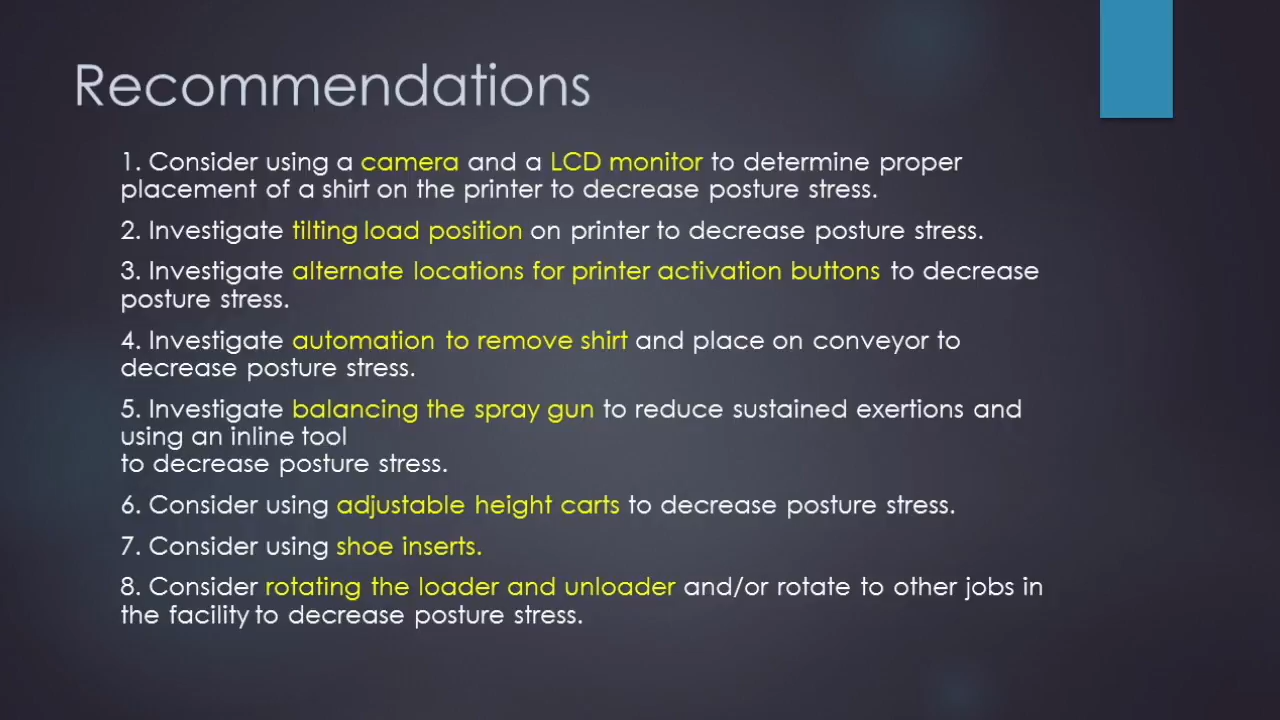 Recommendations
1. Consider using a camera and a LCD monitor to determine proper
placement of a shirt on the printer to decrease posture stress.
2. Investigate tilting load position on printer to decrease posture stress.
3. Investigate alternate locations for printer activation buttons to decrease
posture stress.
4. Investigate automation to remove shirt and place on conveyor to
decrease posture stress.
5. Investigate balancing the spray gun to reduce sustained exertions and
using an inline tool
to decrease posture stress.
6. Consider using adjustable height carts to decrease posture stress.
7. Consider using shoe inserts.
8. Consider rotating the loader and unloader and/or rotate to other jobs in
the facility to decrease posture stress.